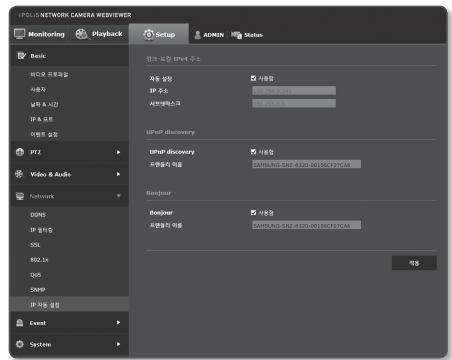 iPOLiS NETWORK CAMERA WEBVIEWER
Monitoring
Playback
Setup
ADMIN
Status
Basic
비디오 프로파일
사용자
날짜 & 시간
IP & 포트
이벤트 설정
PTZ
Video & Audio
Network
DDNS
IP 필터링
SSL
802.1x
QoS
SNMP
IP 자동 설정
Event
System
링크-로컬 IPv4 주소
자동 설정
사용함
IP 주소
서브넷마스크
UPnP discovery
UPnP discovery
사용함
프렌들리 이름
SAMSUNG-SNZ-6320-00166CF27CA6
Bonjour
Bonjour
사용함
프렌들리 이름
SAMSUNG-SNZ-6320-00166CF27CA6
적용